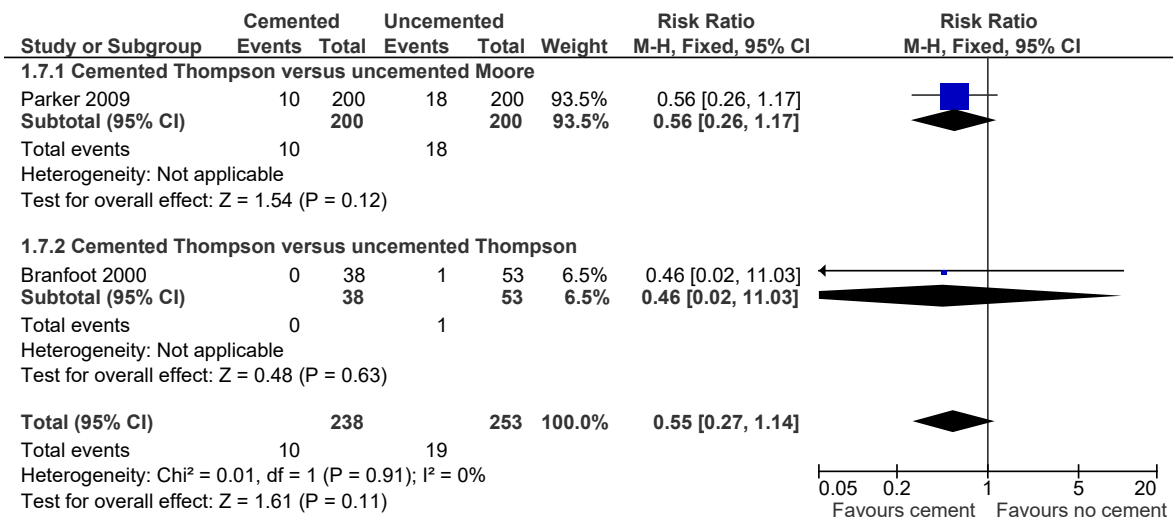 Cemented Uncemented Risk Ratio Risk Ratio
Study or Subgroup Events Total Events Total Weight M-H, Fixed, 95% CI M-H, Fixed, 95% CI
1.7.1 Cemented Thompson versus uncemented Moore
Parker 2009 10 200 18 200 93.5% 0.56 [0.26, 1.17]
Subtotal (95% CI) 200 200 93.5% 0.56 [0.26, 1.17]
Total events 10 18
Heterogeneity: Not applicable
Test for overall effect: Z = 1.54 (P = 0.12)
1.7.2 Cemented Thompson versus uncemented Thompson
Branfoot 2000 0 38 1 53 6.5% 0.46 [0.02, 11.03]
Subtotal (95% CI) 38 53 6.5% 0.46 [0.02, 11.03]
Total events 0 1
Heterogeneity: Not applicable
Test for overall effect: Z = 0.48 (P = 0.63)
Total (95% CI) 238 253 100.0% 0.55 [0.27, 1.14]
Total events 10 19
Heterogeneity: Chi² = 0.01, df = 1 (P = 0.91); I² = 0%
Test for overall effect: Z = 1.61 (P = 0.11)
0.05 0.2 1 5 20
Favours cement Favours no cement